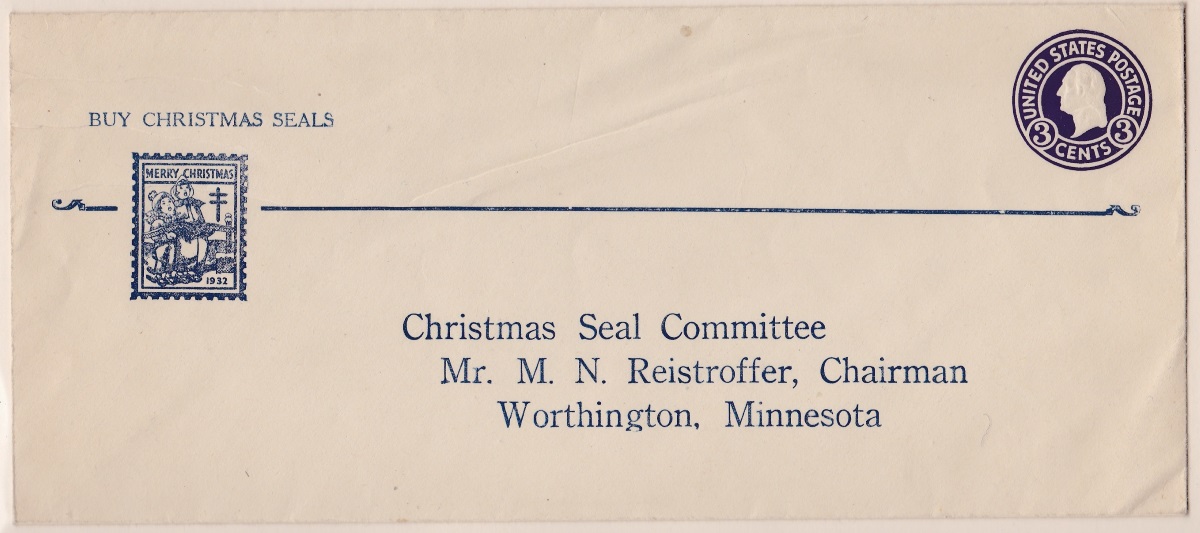 BUY CHRISTMAS SEALS
UNITED STATES POSTAGE
3 CENTS 3
MERRY CHRISTMAS
1932
Christmas Seal Committee
Mr. M. N. Reistroffer, Chairman
Worthington, Minnesota